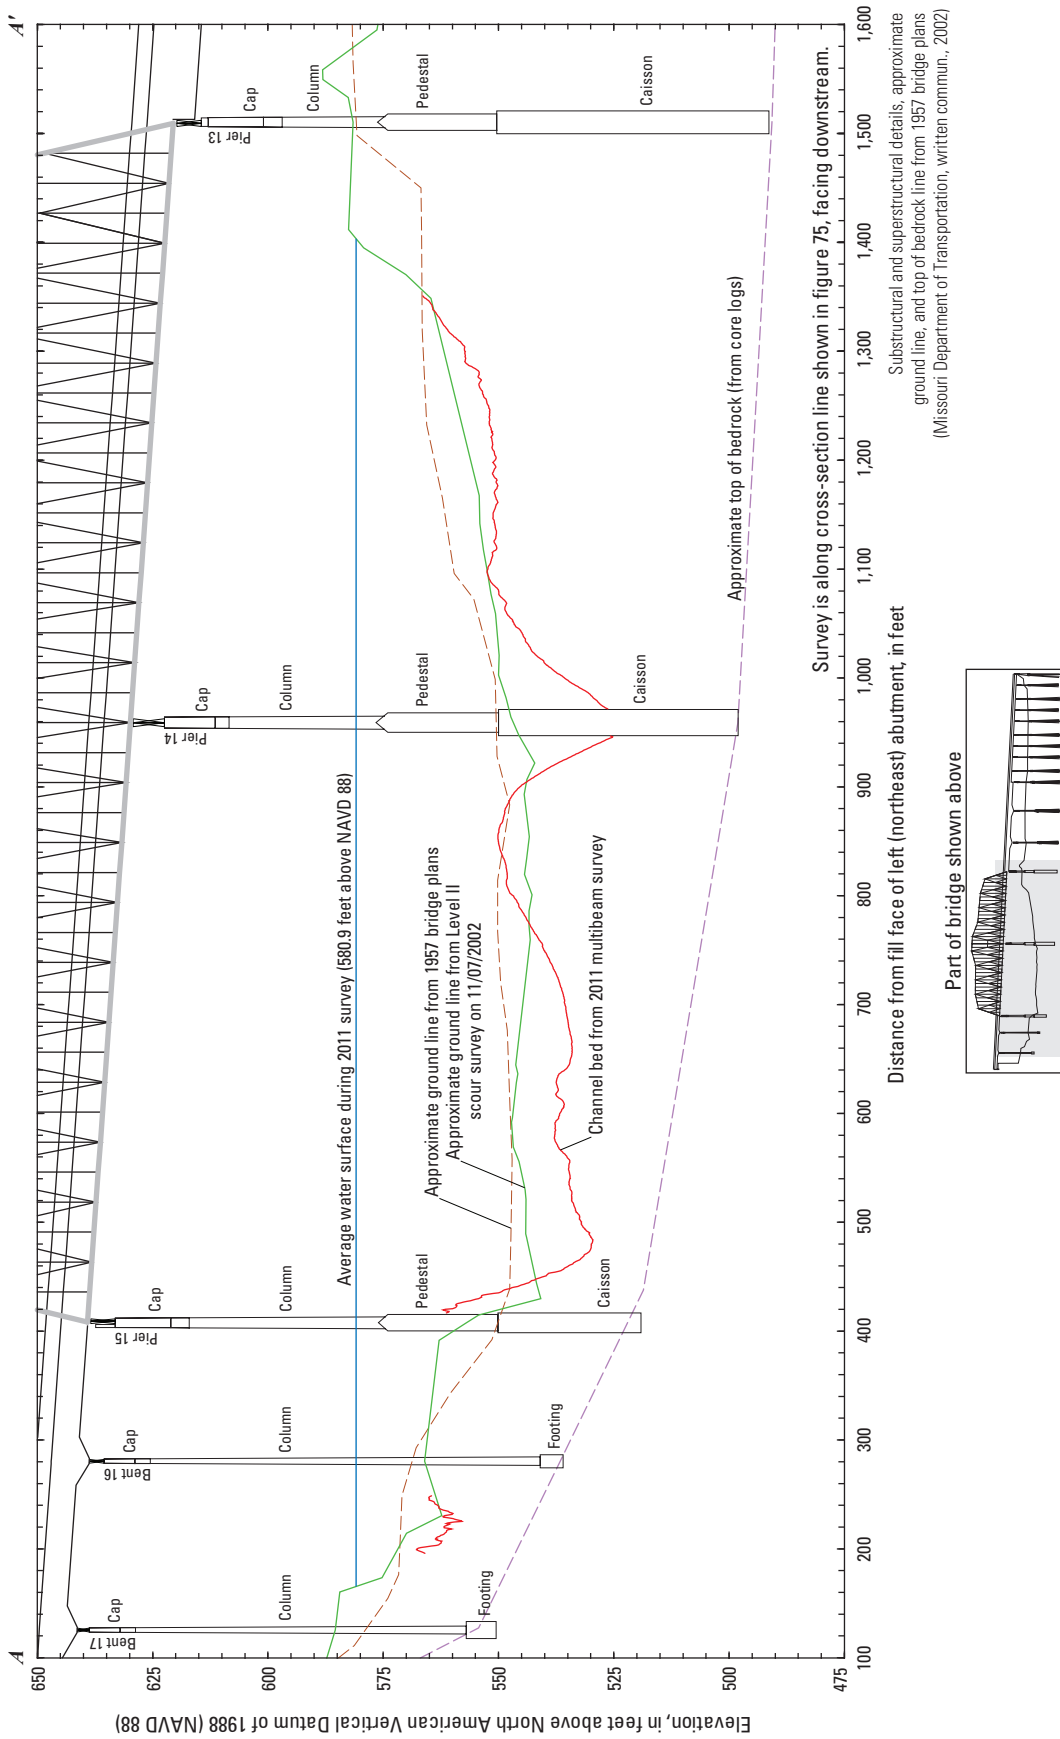 A
A'
Elevation, in feet above North American Vertical Datum of 1988 (NAVD 88)
650
625
600
575
550
525
500
475
Bent 17
Cap
Column
Footing
Bent 16
Cap
Column
Footing
Pier 15
Cap
Column
Pedestal
Caisson
Pier 14
Cap
Column
Pedestal
Caisson
Pier 13
Cap
Column
Pedestal
Caisson
Average water surface during 2011 survey (580.9 feet above NAVD 88)
Approximate ground line from 1957 bridge plans
Approximate ground line from Level II
scour survey on 11/07/2002
Channel bed from 2011 multibeam survey
Approximate top of bedrock (from core logs)
Survey is along cross-section line shown in figure 75, facing downstream.
100
200
300
400
500
600
700
800
900
1,000
1,100
1,200
1,300
1,400
1,500
1,600
Distance from fill face of left (northeast) abutment, in feet
Substructural and superstructural details, approximate
ground line, and top of bedrock line from 1957 bridge plans
(Missouri Department of Transportation, written commun., 2002)
Part of bridge shown above